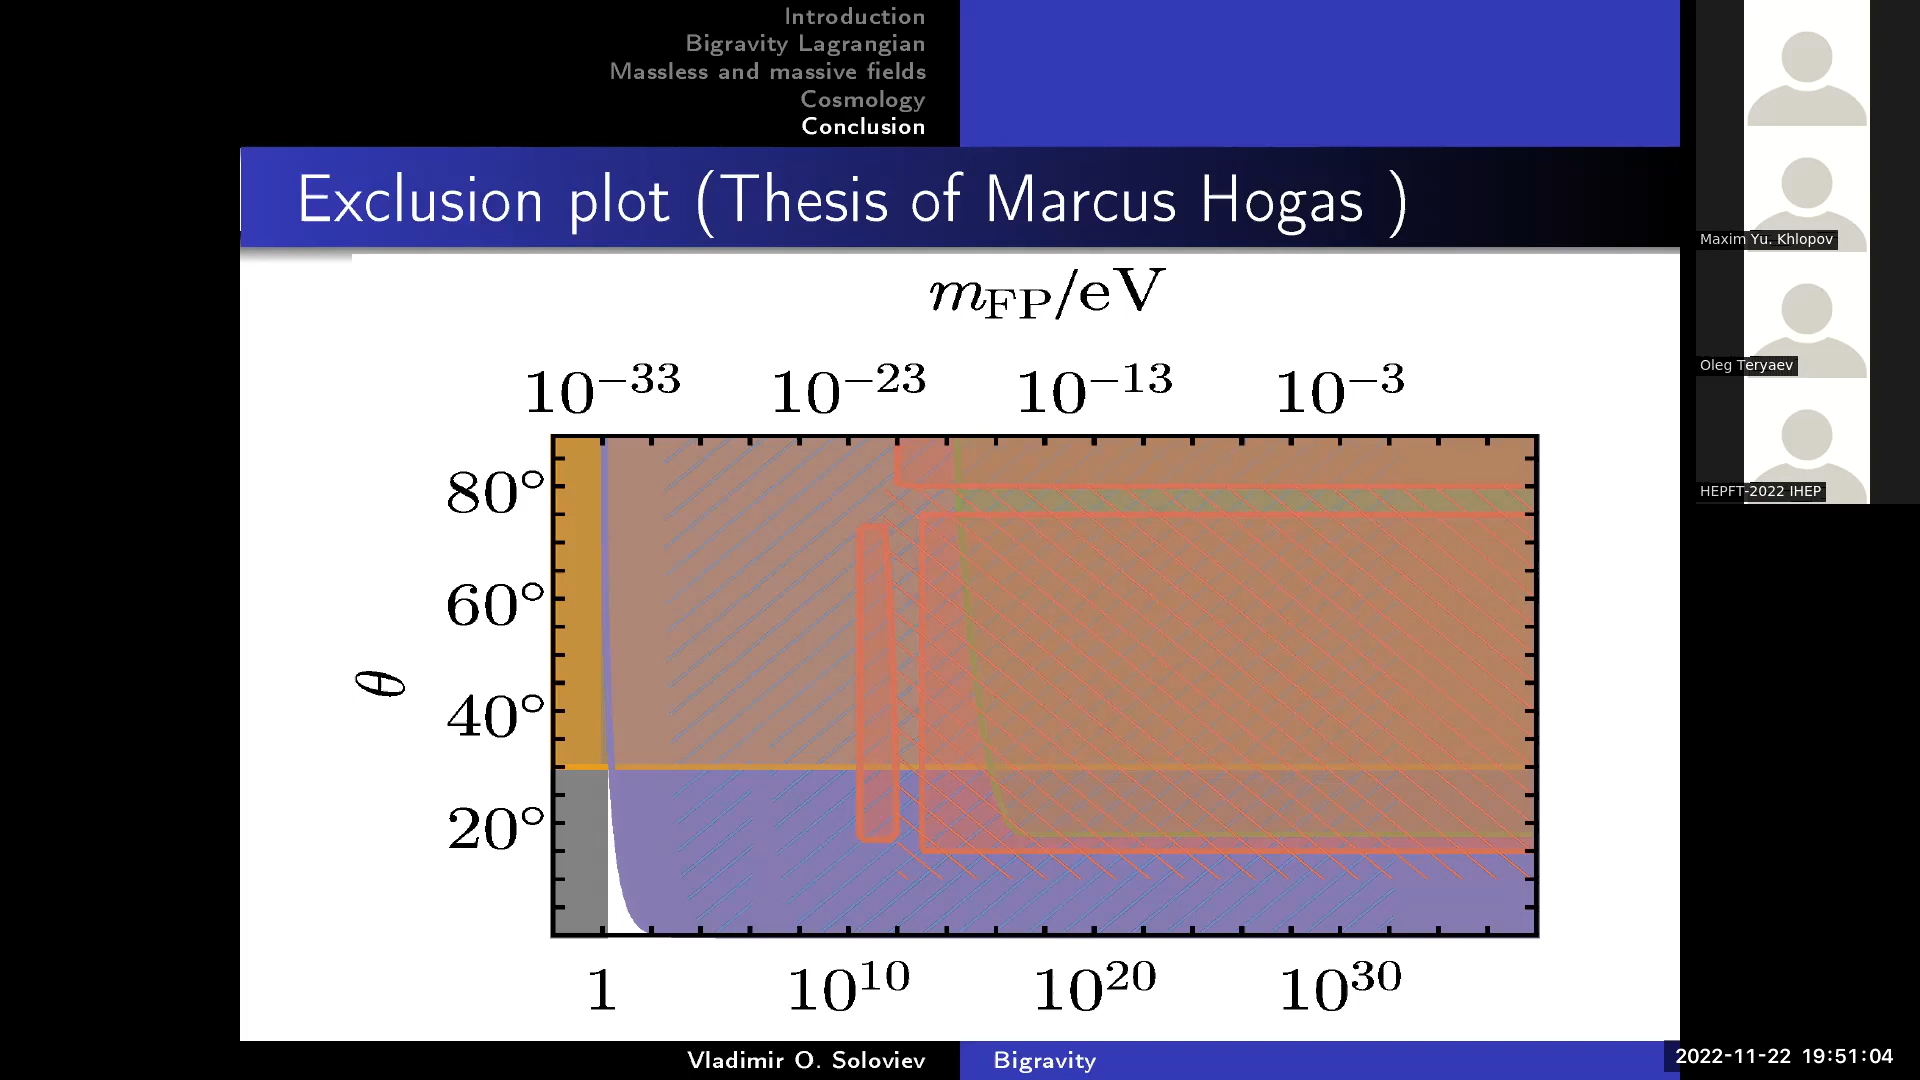 Introduction
Bigravity Lagrangian
Massless and massive fields
Cosmology
Conclusion
Exclusion plot (Thesis of Marcus Hogas )
m_FP/eV
10^−33 10^−23 10^−13 10^−3
80°
60°
40°
20°
θ
1 10^10 10^20 10^30
Vladimir O. Soloviev Bigravity
Maxim Yu. Khlopov
Oleg Teryaev
HEPFT-2022 IHEP
2022-11-22 19:51:04